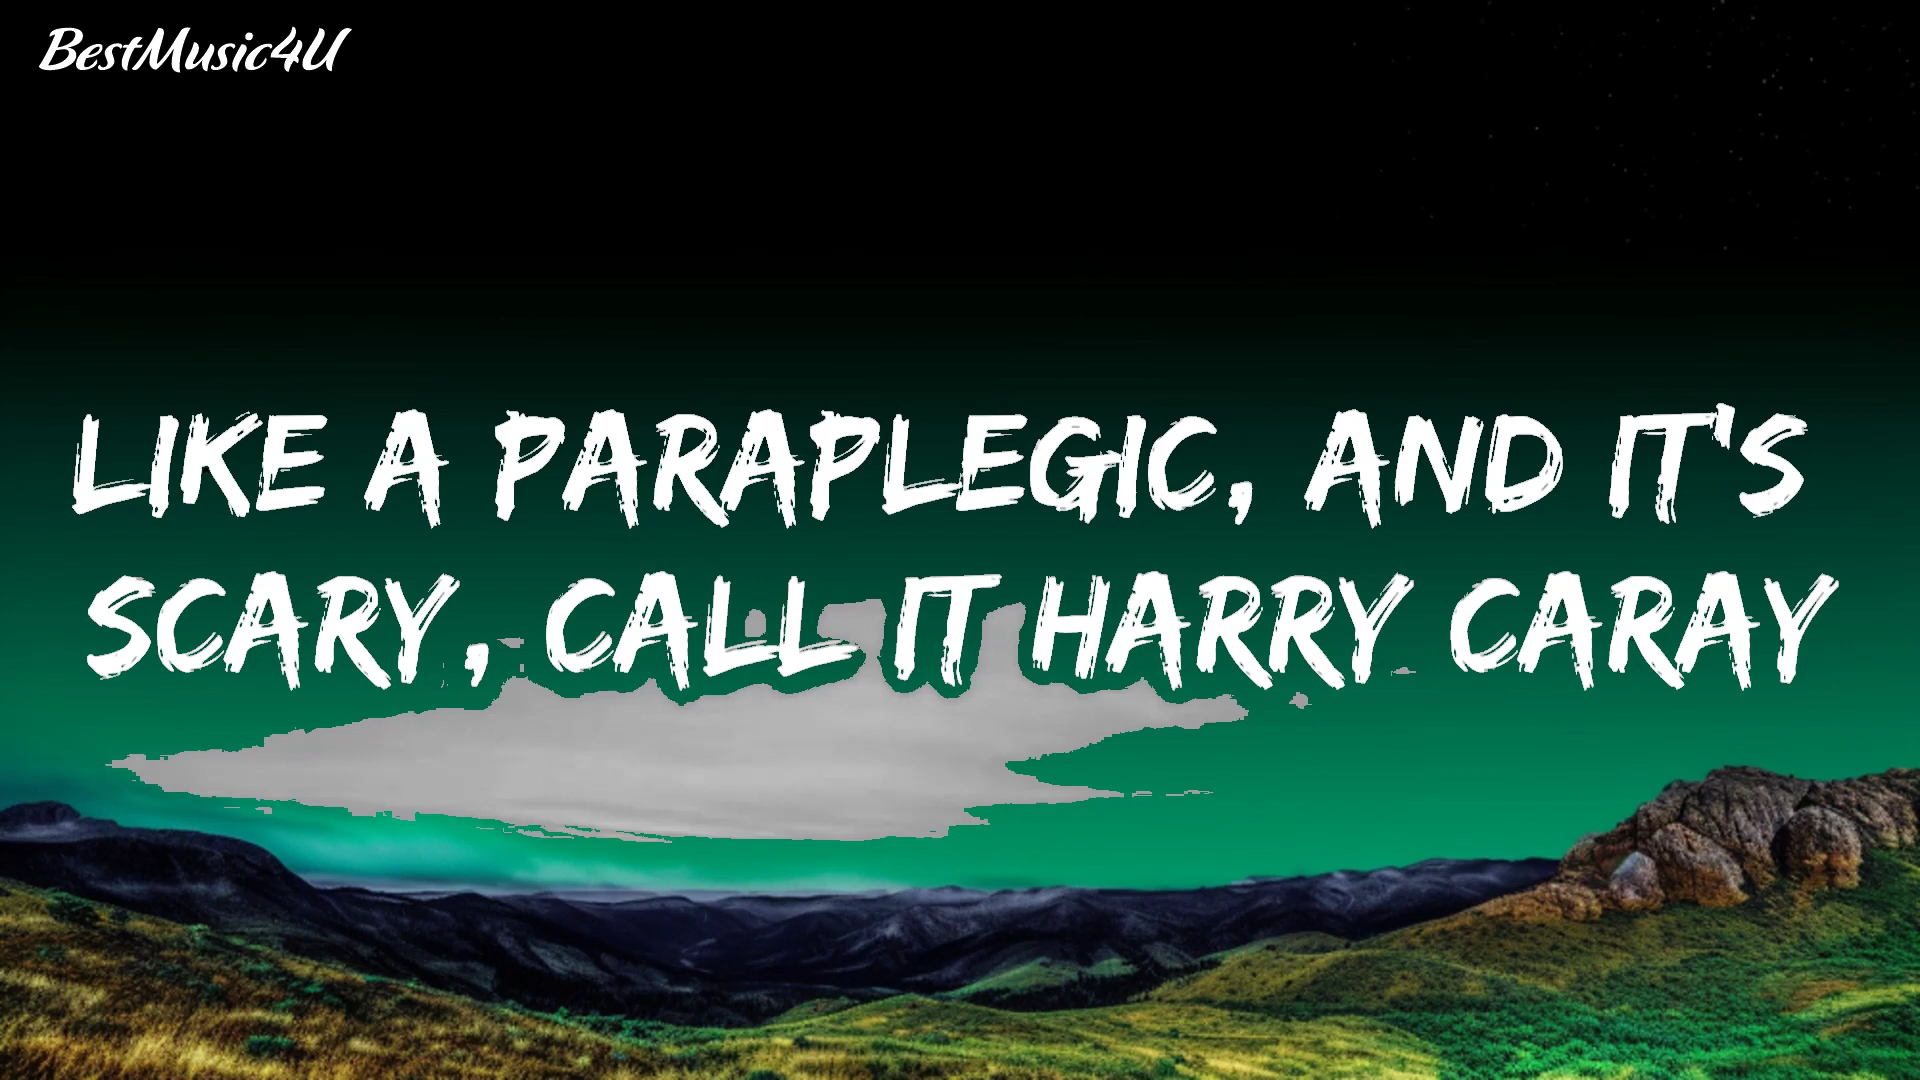 BestMusic4U
LIKE A PARAPLEGIC, AND IT'S
SCARY, CALL IT HARRY CARAY